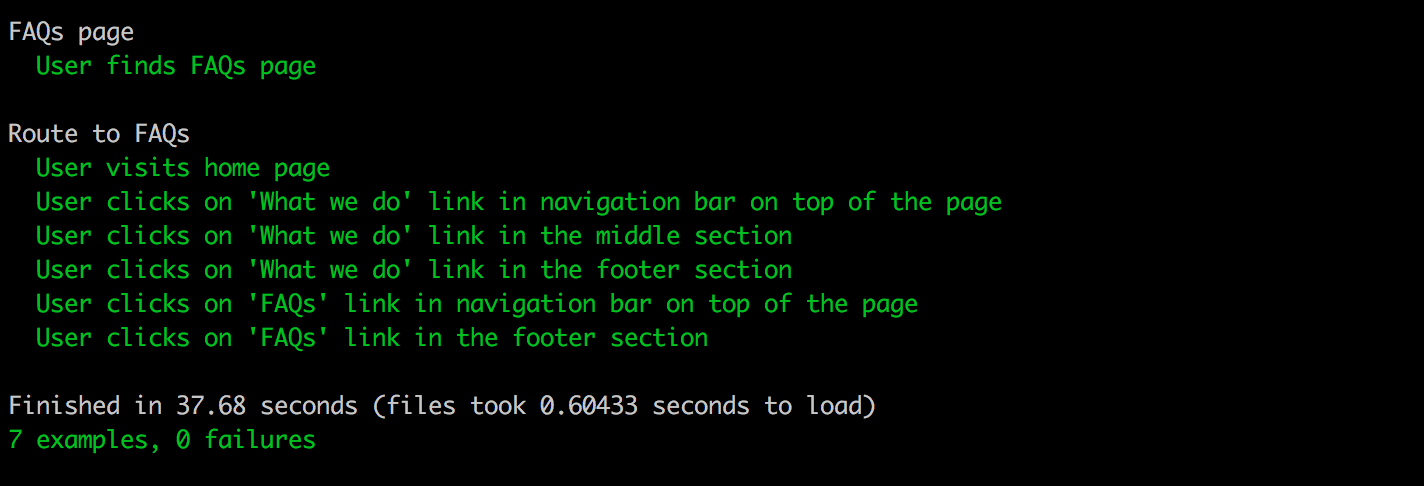 FAQs page
User finds FAQs page
Route to FAQs
User visits home page
User clicks on 'What we do' link in navigation bar on top of the page
User clicks on 'What we do' link in the middle section
User clicks on 'What we do' link in the footer section
User clicks on 'FAQs' link in navigation bar on top of the page
User clicks on 'FAQs' link in the footer section
Finished in 37.68 seconds (files took 0.60433 seconds to load)
7 examples, 0 failures